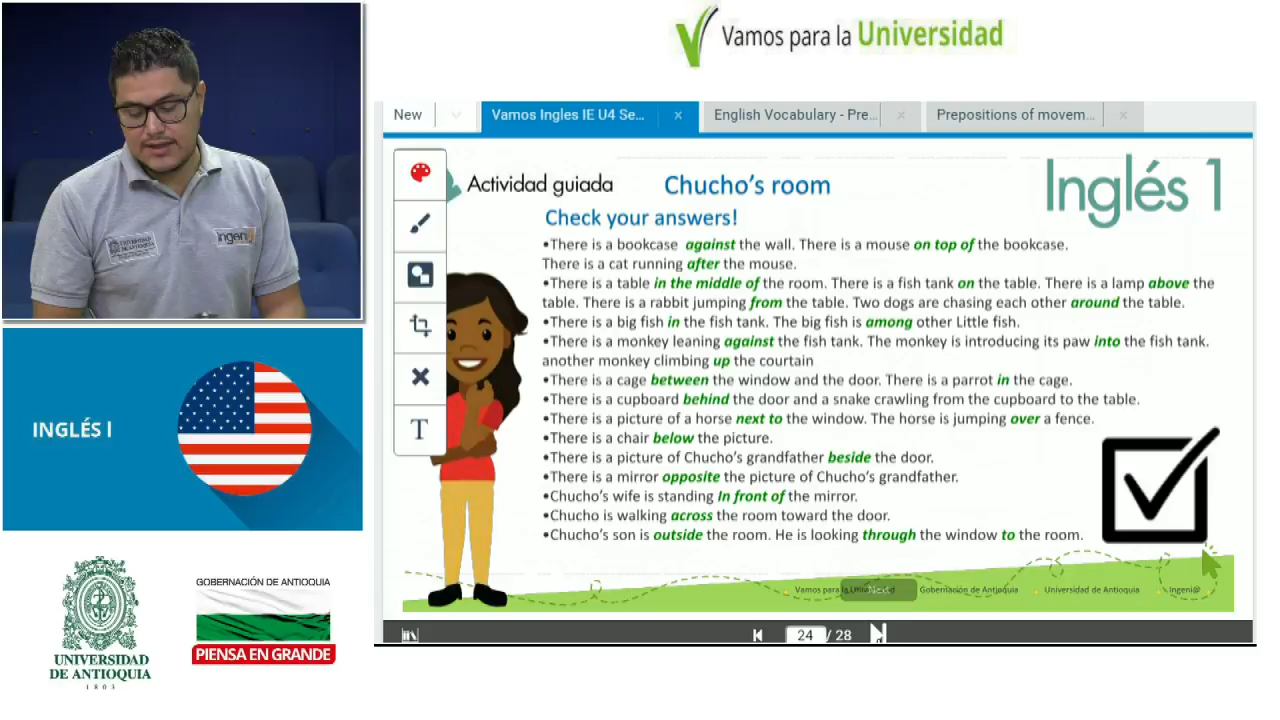 Vamos para la Universidad
New
Vamos Ingles IE U4 Se...
English Vocabulary - Pre...
Prepositions of movem...
Actividad guiada
Chucho's room
Inglés 1
Check your answers!
•There is a bookcase against the wall. There is a mouse on top of the bookcase.
There is a cat running after the mouse.
•There is a table in the middle of the room. There is a fish tank on the table. There is a lamp above the
table. There is a rabbit jumping from the table. Two dogs are chasing each other around the table.
•There is a big fish in the fish tank. The big fish is among other Little fish.
•There is a monkey leaning against the fish tank. The monkey is introducing its paw into the fish tank.
another monkey climbing up the courtain
•There is a cage between the window and the door. There is a parrot in the cage.
•There is a cupboard behind the door and a snake crawling from the cupboard to the table.
•There is a picture of a horse next to the window. The horse is jumping over a fence.
•There is a chair below the picture.
•There is a picture of Chucho's grandfather beside the door.
•There is a mirror opposite the picture of Chucho's grandfather.
•Chucho's wife is standing In front of the mirror.
•Chucho is walking across the room toward the door.
•Chucho's son is outside the room. He is looking through the window to the room.
T
Vamos para la Universidad
Next
Gobernación de Antioquia
Universidad de Antioquia
Ingeni@
24 / 28
UNIVERSIDAD DE ANTIOQUIA
ingeni@
INGLÉS I
UNIVERSIDAD
DE ANTIOQUIA
1803
GOBERNACIÓN DE ANTIOQUIA
PIENSA EN GRANDE